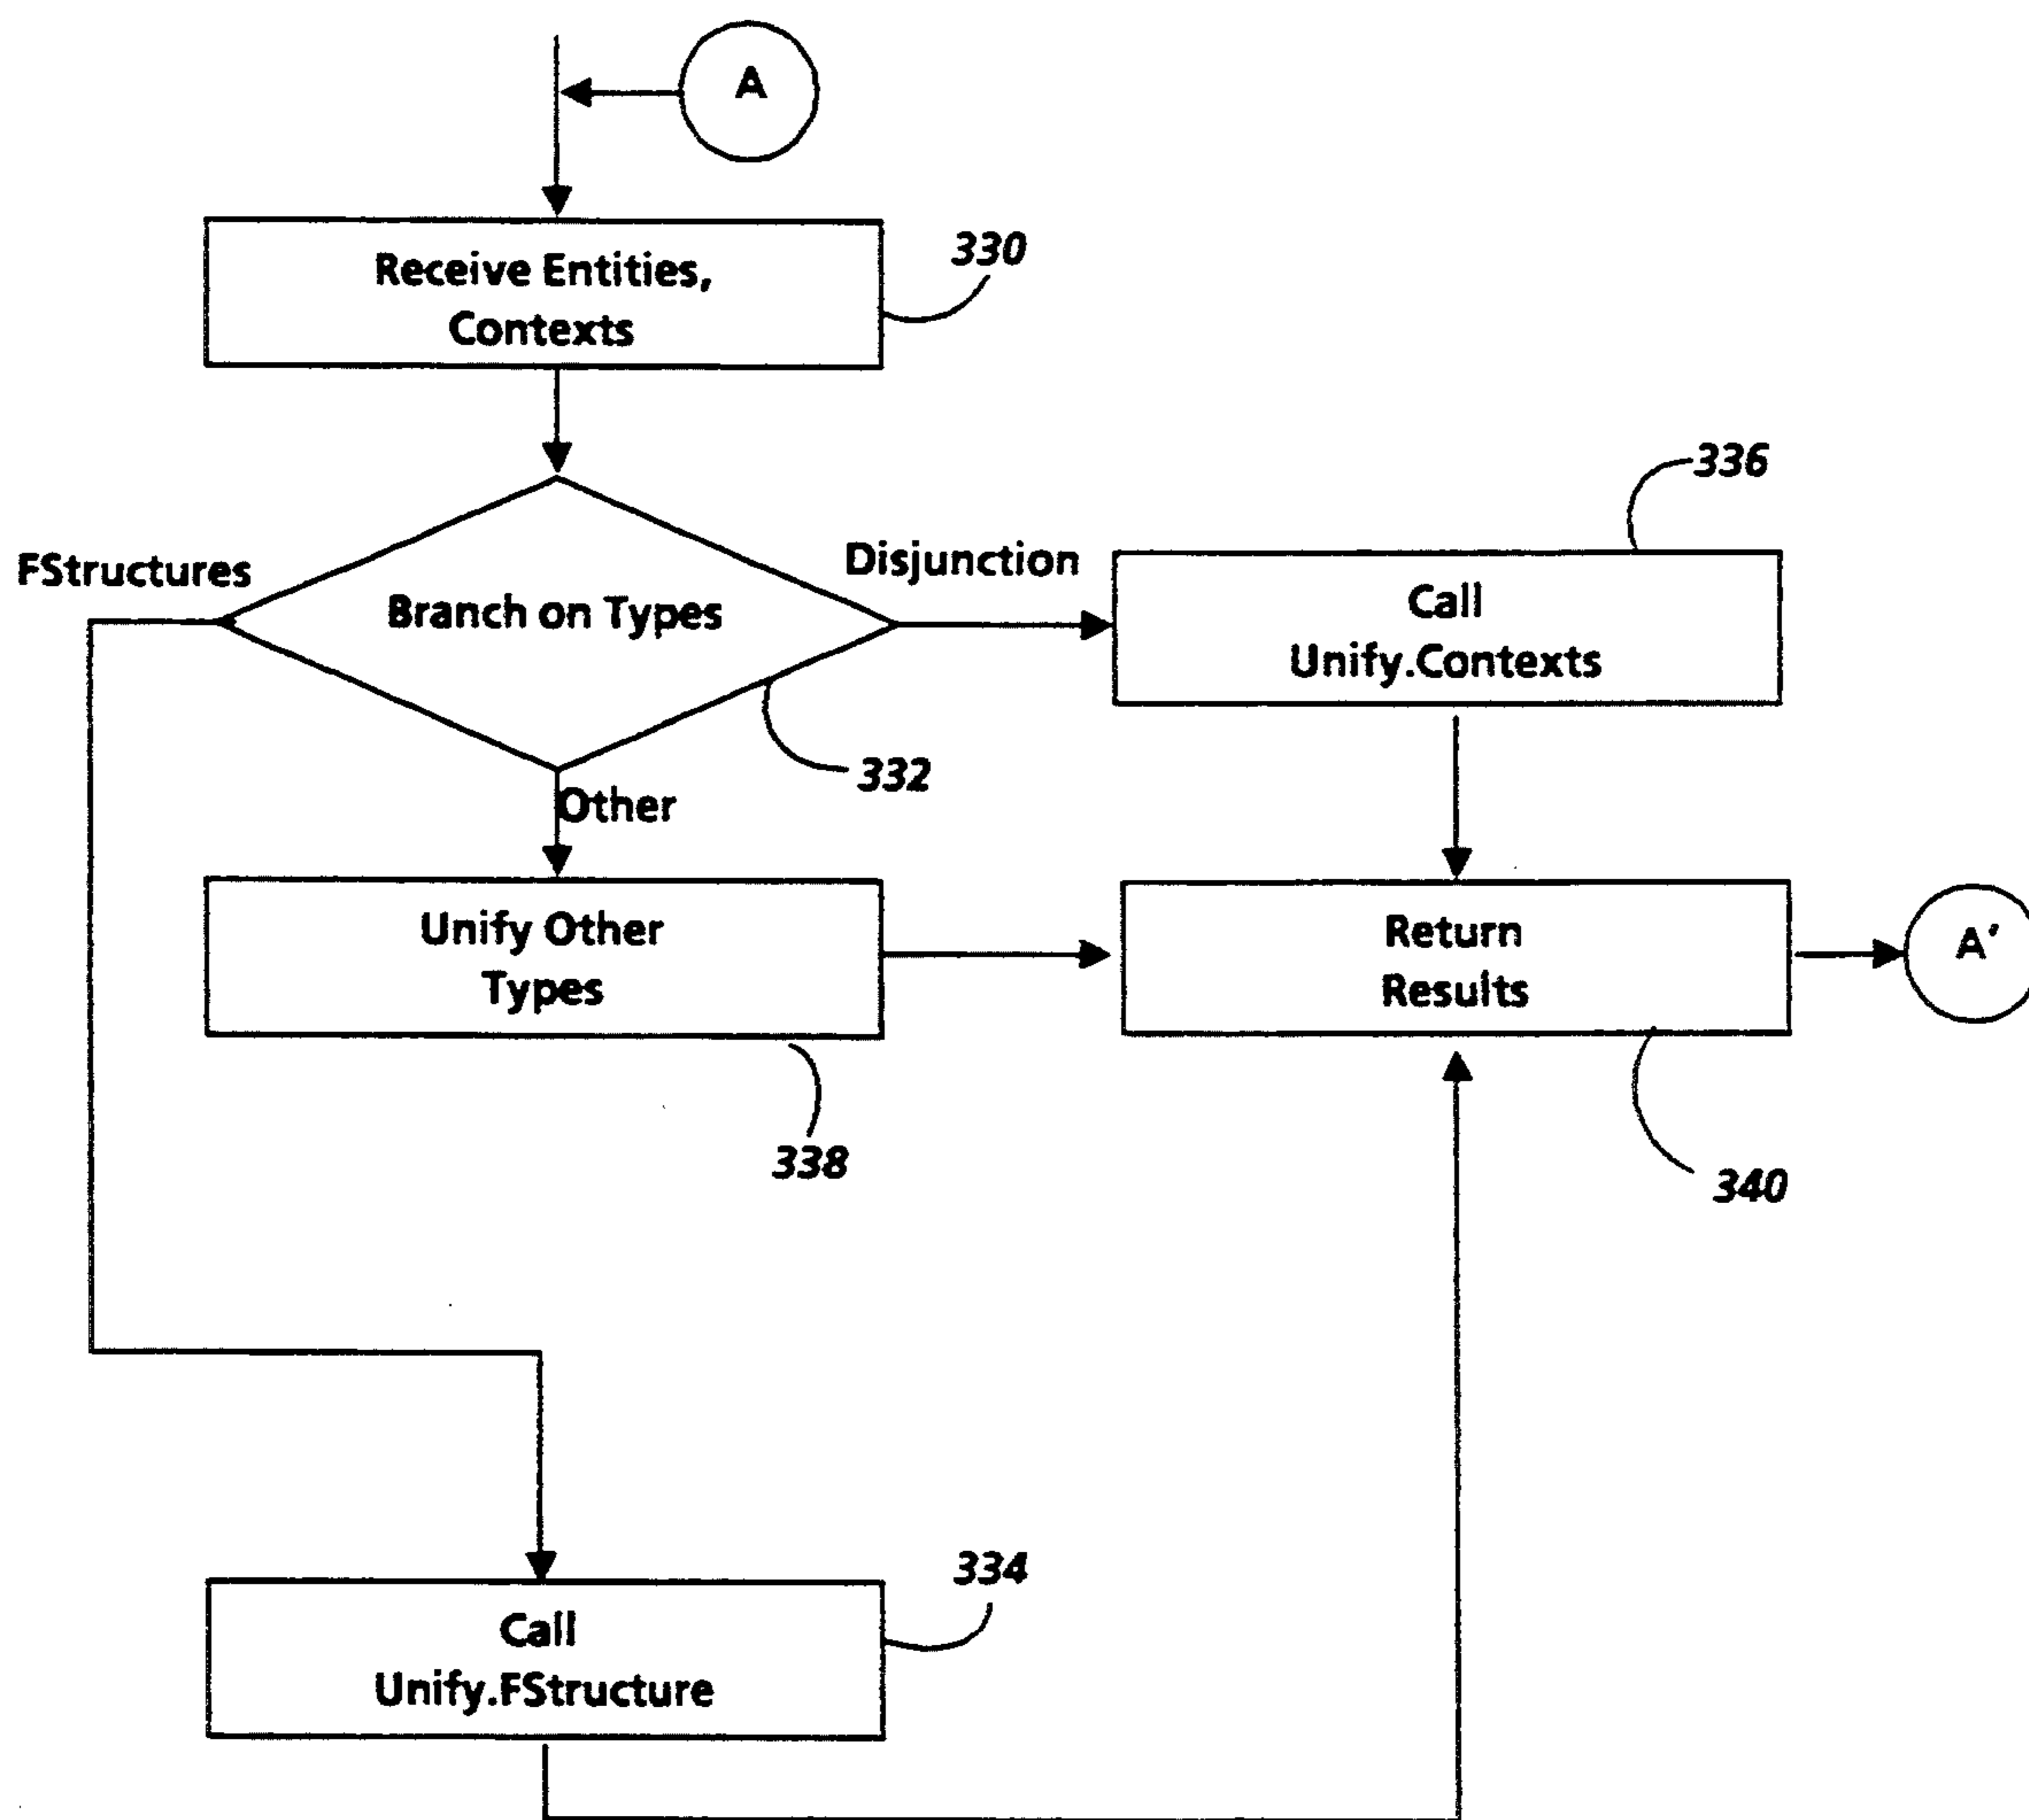 A
Receive Entities,
Contexts
330
336
FStructures
Disjunction
Branch on Types
Call
Unify.Contexts
332
Other
Unify Other
Types
Return
Results
A'
338
340
334
Call
Unify.FStructure